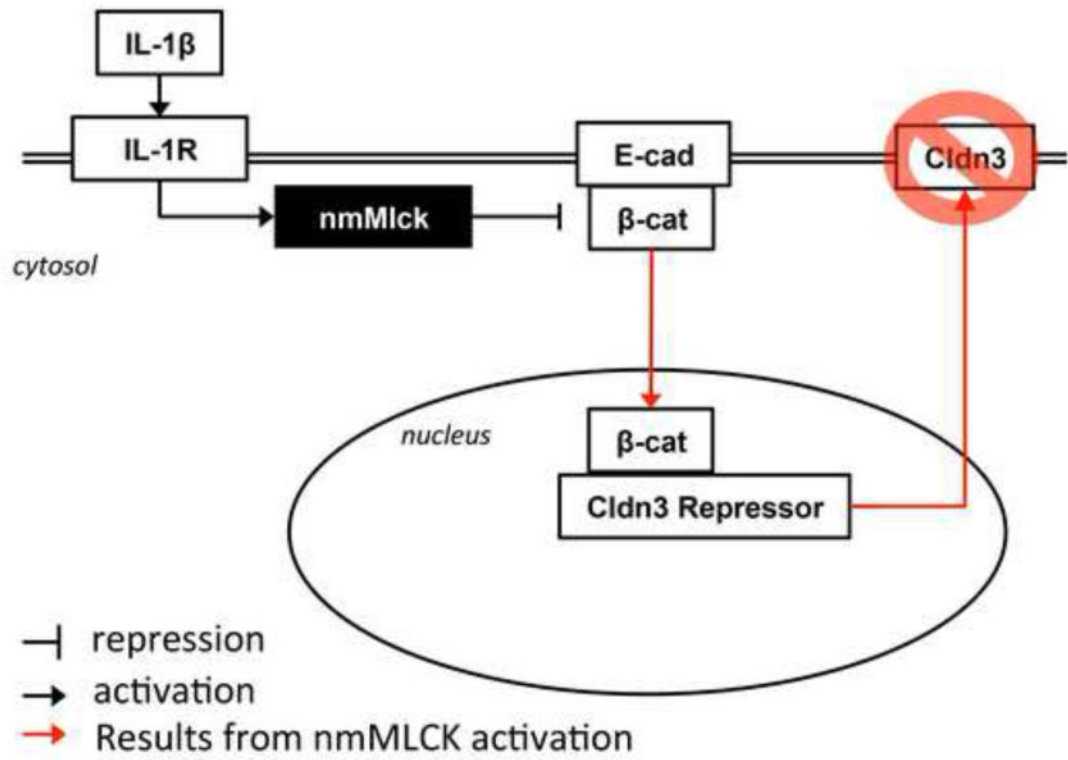 IL-1β
IL-1R
E-cad
Cldn3
nmMlck
β-cat
cytosol
nucleus
β-cat
Cldn3 Repressor
repression
activation
Results from nmMLCK activation